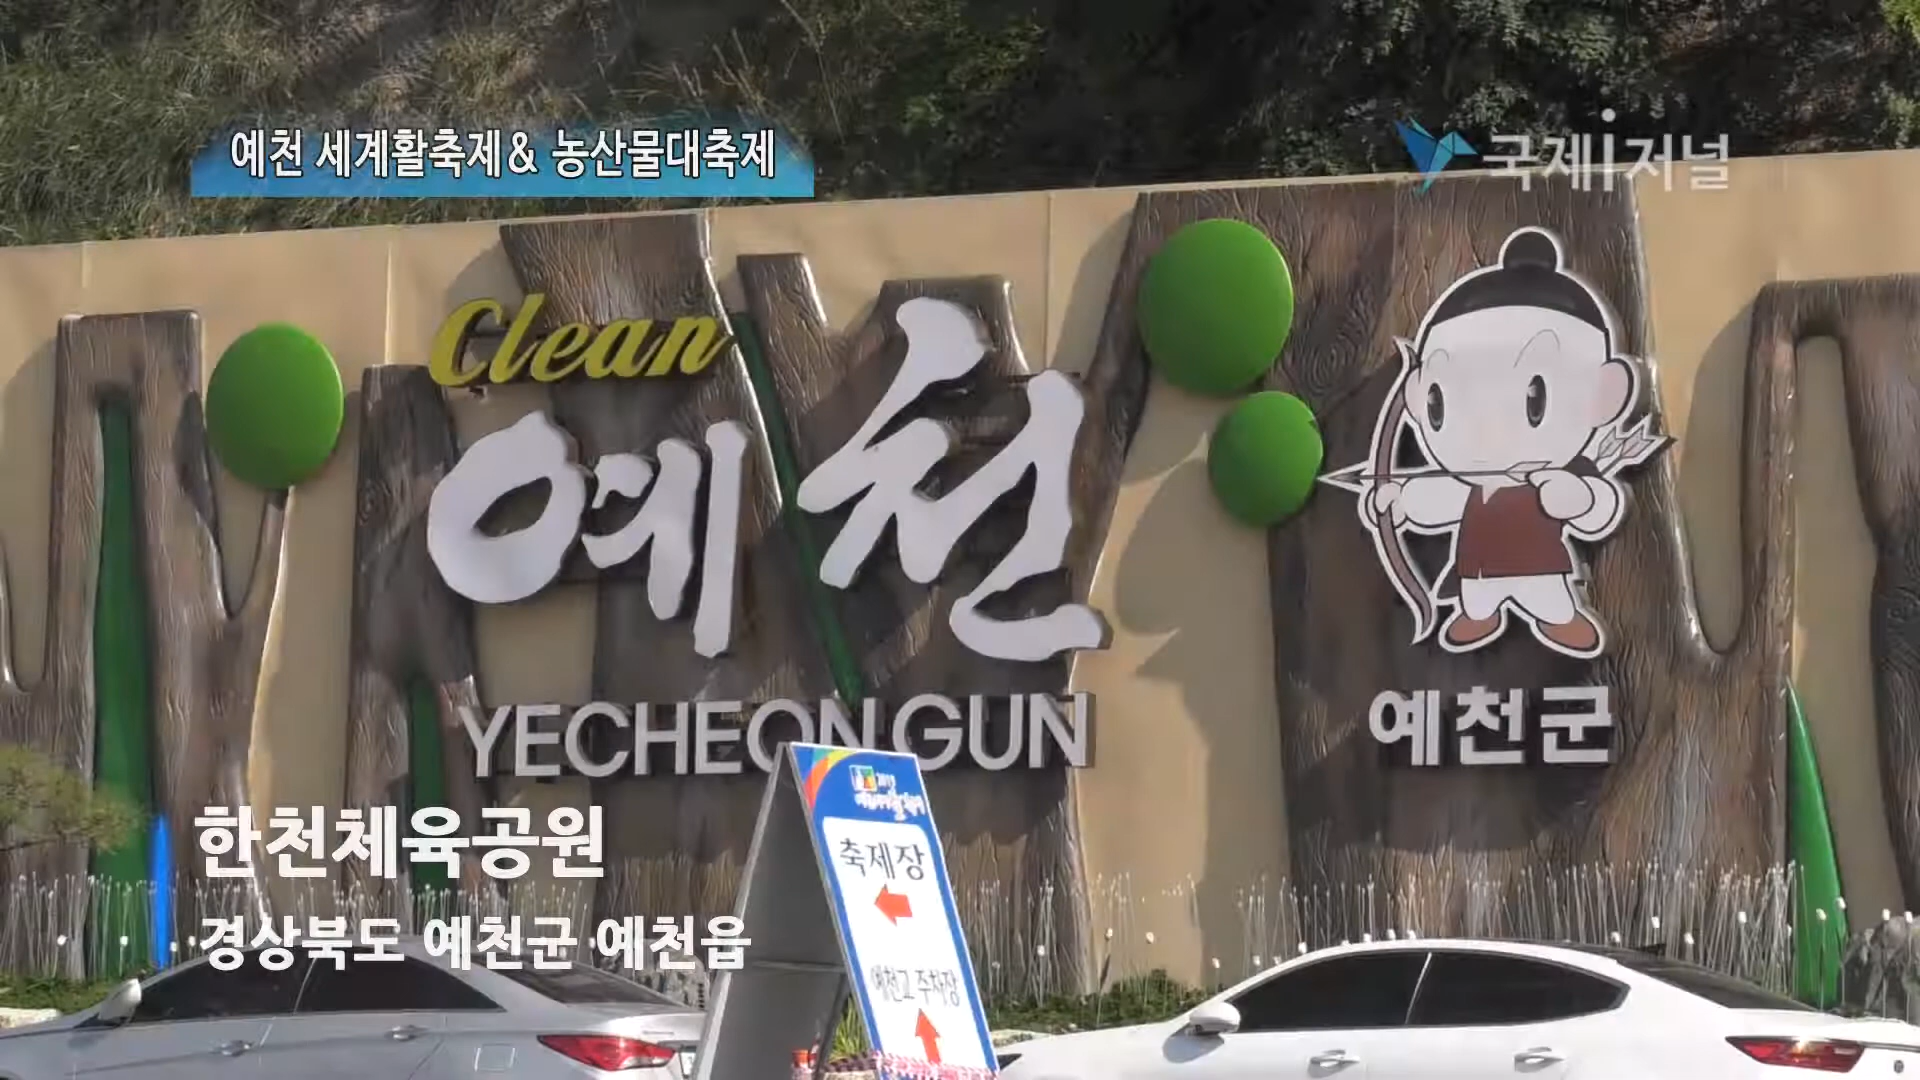 예천 세계활축제& 농산물대축제
국제i저널
Clean
예천
YECHEON GUN
예천군
2019
축제장
예천고 주차장
한천체육공원
경상북도 예천군 예천읍